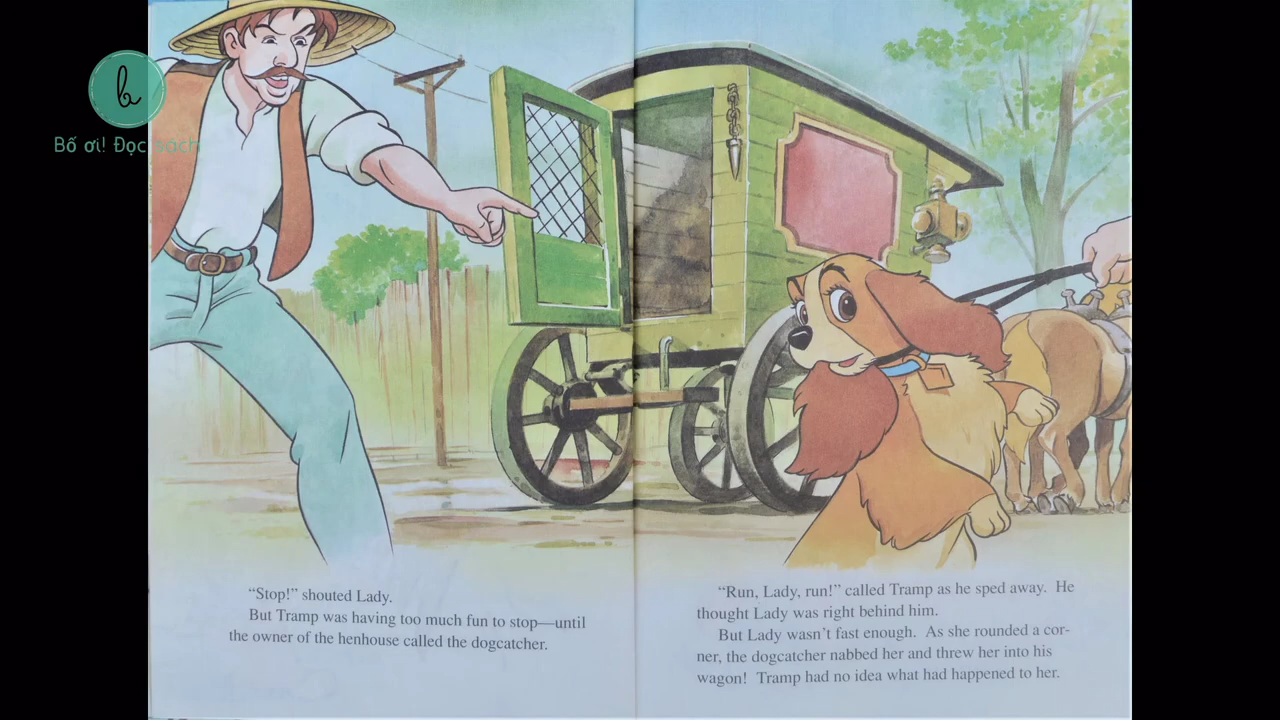 Bố ơi! Đọc sách
“Stop!” shouted Lady.
But Tramp was having too much fun to stop—until
the owner of the henhouse called the dogcatcher.
“Run, Lady, run!” called Tramp as he sped away. He
thought Lady was right behind him.
But Lady wasn’t fast enough. As she rounded a cor-
ner, the dogcatcher nabbed her and threw her into his
wagon! Tramp had no idea what had happened to her.